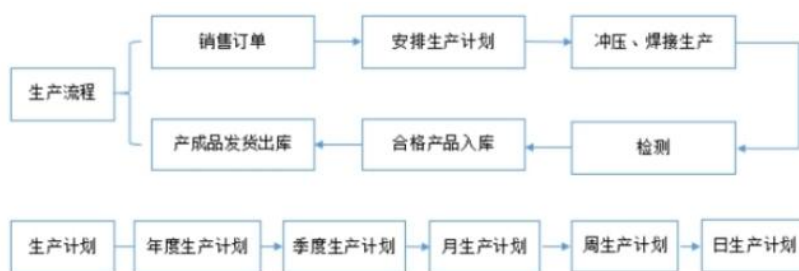 销售订单
安排生产计划
冲压、焊接生产
生产流程
产成品发货出库
合格产品入库
检测
生产计划
年度生产计划
季度生产计划
月生产计划
周生产计划
日生产计划